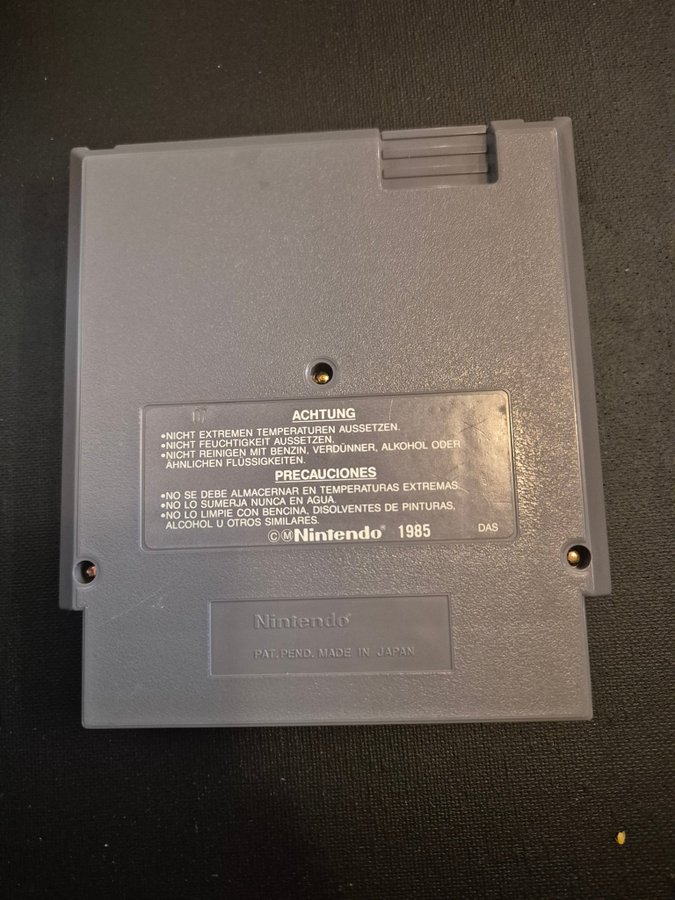 17
ACHTUNG
•NICHT EXTREMEN TEMPERATUREN AUSSETZEN.
•NICHT FEUCHTIGKEIT AUSSETZEN.
•NICHT REINIGEN MIT BENZIN, VERDÜNNER, ALKOHOL ODER
ÄHNLICHEN FLÜSSIGKEITEN.
PRECAUCIONES
•NO SE DEBE ALMACERNAR EN TEMPERATURAS EXTREMAS.
•NO LO SUMERJA NUNCA EN AGUA.
•NO LO LIMPIE CON BENCINA, DISOLVENTES DE PINTURAS,
ALCOHOL U OTROS SIMILARES.
©Ⓜ Nintendo® 1985 DAS
Nintendo®
PAT. PEND. MADE IN JAPAN